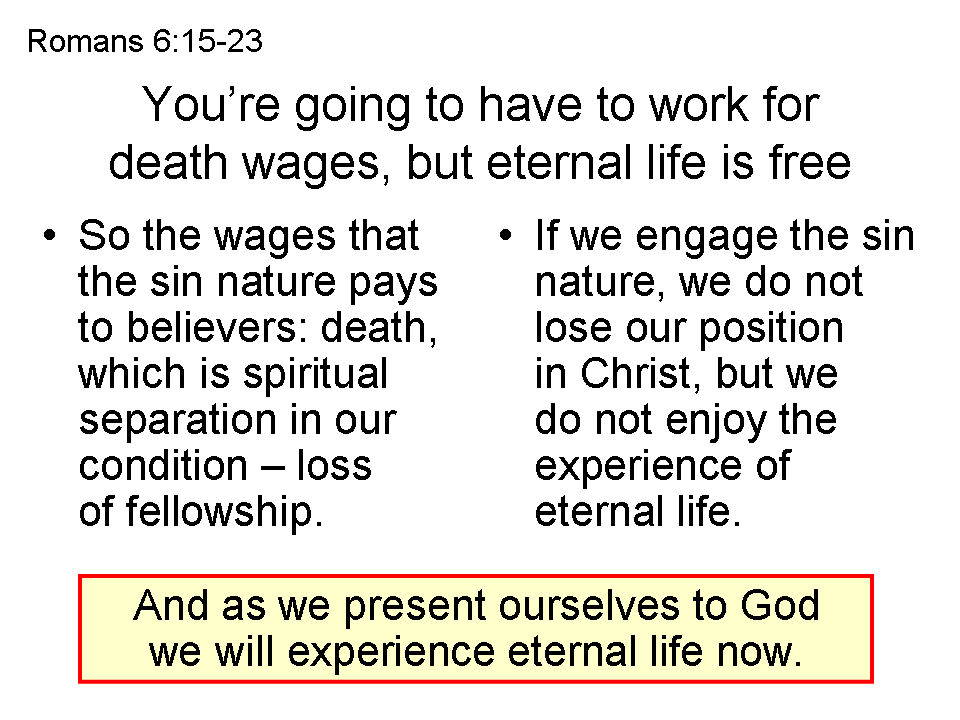 Romans 6:15-23
You’re going to have to work for
death wages, but eternal life is free
• So the wages that
the sin nature pays
to believers: death,
which is spiritual
separation in our
condition – loss
of fellowship.
• If we engage the sin
nature, we do not
lose our position
in Christ, but we
do not enjoy the
experience of
eternal life.
And as we present ourselves to God
we will experience eternal life now.